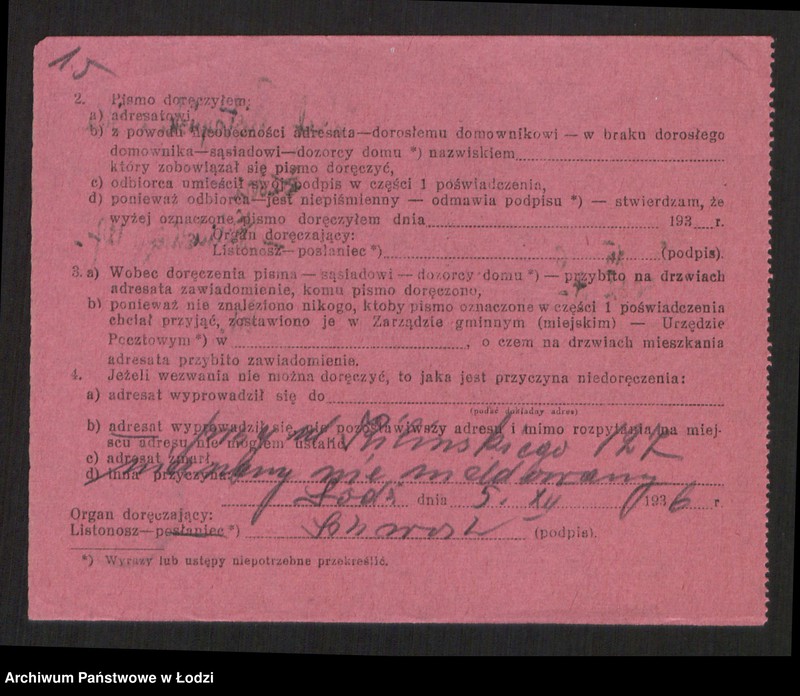 15
2. Pismo doręczyłem:
a) adresatowi,
b) z powodu nieobecności adresata—dorosłemu domownikowi — w braku dorosłego
domownika—sąsiadowi—dozorcy domu *) nazwiskiem
który zobowiązał się pismo doręczyć,
c) odbiorca umieścił swój podpis w części 1 poświadczenia,
d) ponieważ odbiorca—jest niepiśmienny — odmawia podpisu *) — stwierdzam, że
wyżej oznaczone pismo doręczyłem dnia 193 r.
Organ doręczający:
Listonosz— posłaniec *) (podpis).
3. a) Wobec doręczenia pisma — sąsiadowi — dozorcy domu *) — przybito na drzwiach
adresata zawiadomienie, komu pismo doręczono,
b) ponieważ nie znaleziono nikogo, ktoby pismo oznaczone w części 1 poświadczenia
chciał przyjąć, zostawiono je w Zarządzie gminnym (miejskim) — Urzędzie
Pocztowym *) w , o czem na drzwiach mieszkania
adresata przybito zawiadomienie.
4. Jeżeli wezwania nie można doręczyć, to jaka jest przyczyna niedoręczenia:
a) adresat wyprowadził się do
(podać dokładny adres)
b) adresat wyprowadził się, nie pozostawiwszy adresu i mimo rozpytania na miej-
scu adresu nie mogłem ustalić
Kilińskiego 127
c) adresat zmarł,
d) inna przyczyna
nieznany nie meldowany
Łódź dnia 5. XII 1936 r.
Organ doręczający:
Listonosz—posłaniec *) (podpis).
*) Wyrazy lub ustępy niepotrzebne przekreślić.
Archiwum Państwowe w Łodzi